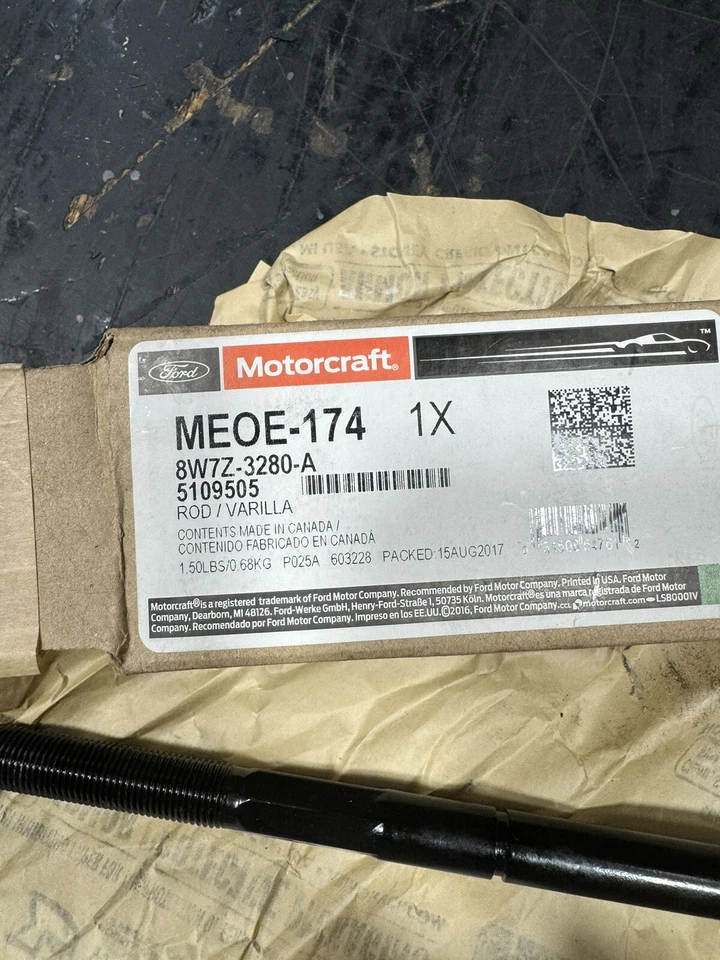 Ford
Motorcraft®
TM
MEOE-174 1X
8W7Z-3280-A
5109505
ROD / VARILLA
CONTENTS MADE IN CANADA /
CONTENIDO FABRICADO EN CANADÁ
1.50LBS/0.68KG P025A 603228 PACKED:15AUG2017
Motorcraft® is a registered trademark of Ford Motor Company. Recommended by Ford Motor Company. Printed in USA. Ford Motor
Company, Dearborn, MI 48126. Ford-Werke GmbH, Henry-Ford-Straße 1, 50735 Köln. Motorcraft® es una marca registrada de Ford Motor
Company. Recomendado por Ford Motor Company. Impreso en los EE.UU. ©2016, Ford Motor Company. motorcraft.com LSB0001V